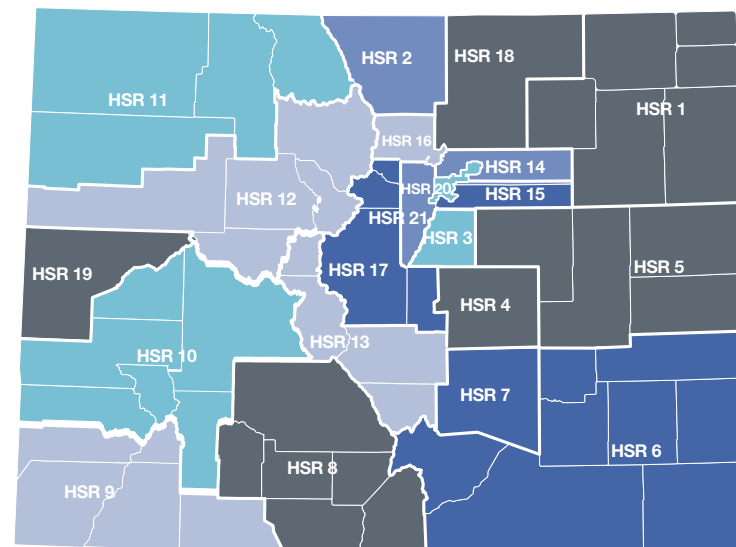 HSR 2
HSR 18
HSR 11
HSR 1
HSR 16
HSR 14
HSR 20
HSR 15
HSR 12
HSR 21
HSR 3
HSR 19
HSR 17
HSR 5
HSR 4
HSR 13
HSR 10
HSR 7
HSR 6
HSR 8
HSR 9